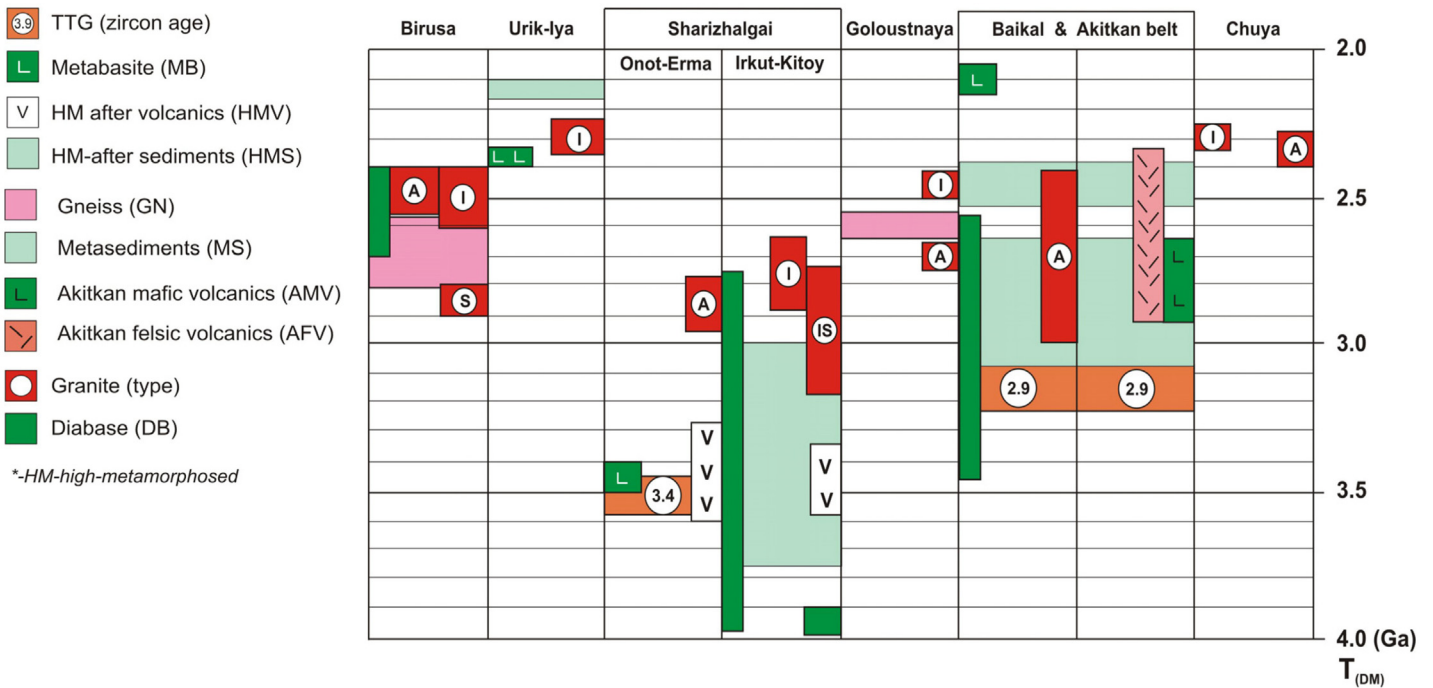 3.9 TTG (zircon age)
L Metabasite (MB)
V HM after volcanics (HMV)
HM-after sediments (HMS)
Gneiss (GN)
Metasediments (MS)
L Akitkan mafic volcanics (AMV)
Akitkan felsic volcanics (AFV)
Granite (type)
Diabase (DB)
*-HM-high-metamorphosed
Birusa
Urik-Iya
Sharizhalgai
Goloustnaya
Baikal & Akitkan belt
Chuya
Onot-Erma
Irkut-Kitoy
A
I
S
L L
I
A
L
3.4
V
V
V
I
IS
V
V
I
A
L
A
2.9
2.9
L
L
I
A
2.0
2.5
3.0
3.5
4.0 (Ga)
T(DM)